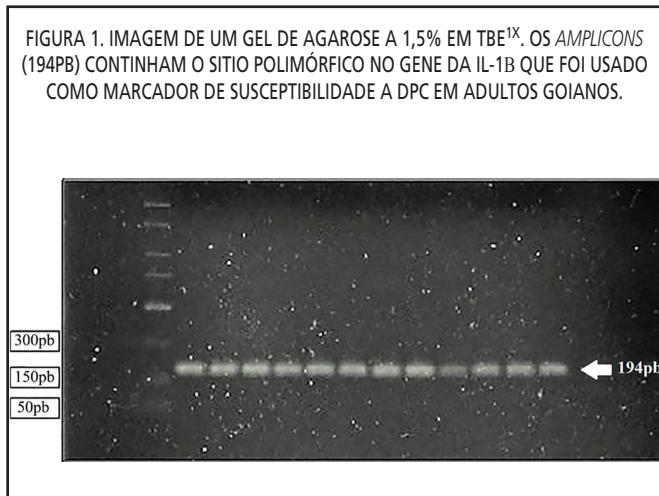 FIGURA 1. IMAGEM DE UM GEL DE AGAROSE A 1,5% EM TBE1X. OS AMPLICONS
(194PB) CONTINHAM O SITIO POLIMÓRFICO NO GENE DA IL-1B QUE FOI USADO
COMO MARCADOR DE SUSCEPTIBILIDADE A DPC EM ADULTOS GOIANOS.
300pb
194pb
150pb
50pb